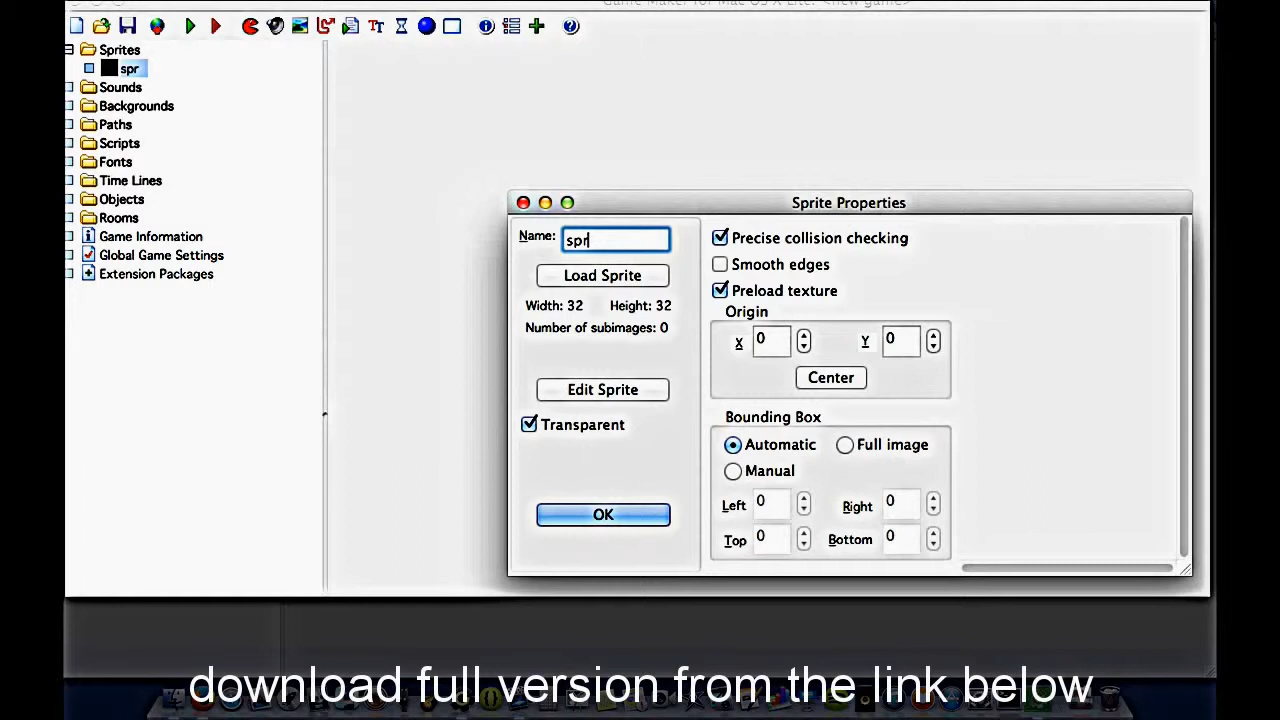 Game Maker for Mac OS X Lite: <new game>
Sprites
spr
Sounds
Backgrounds
Paths
Scripts
Fonts
Time Lines
Objects
Rooms
Game Information
Global Game Settings
Extension Packages
Sprite Properties
Name: spr
Load Sprite
Width: 32 Height: 32
Number of subimages: 0
Edit Sprite
Transparent
OK
Precise collision checking
Smooth edges
Preload texture
Origin
X 0 Y 0
Center
Bounding Box
Automatic Full image
Manual
Left 0 Right 0
Top 0 Bottom 0
download full version from the link below